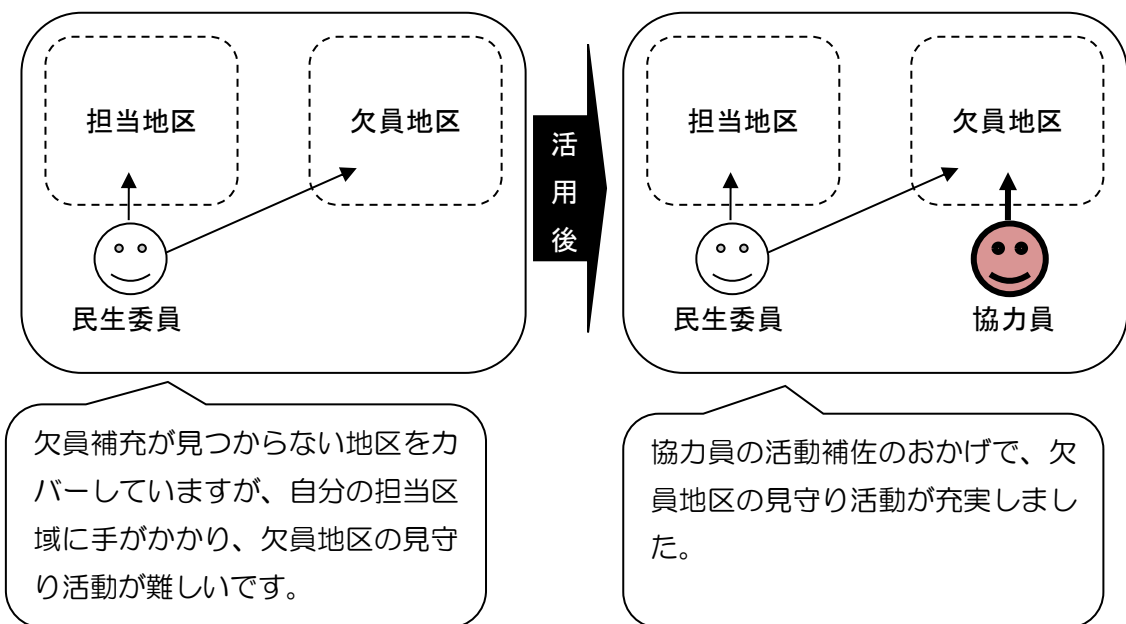 担当地区
欠員地区
民生委員
欠員補充が見つからない地区をカ
バーしていますが、自分の担当区
域に手がかかり、欠員地区の見守
り活動が難しいです。
活
用
後
担当地区
欠員地区
民生委員
協力員
協力員の活動補佐のおかげで、欠
員地区の見守り活動が充実しまし
た。